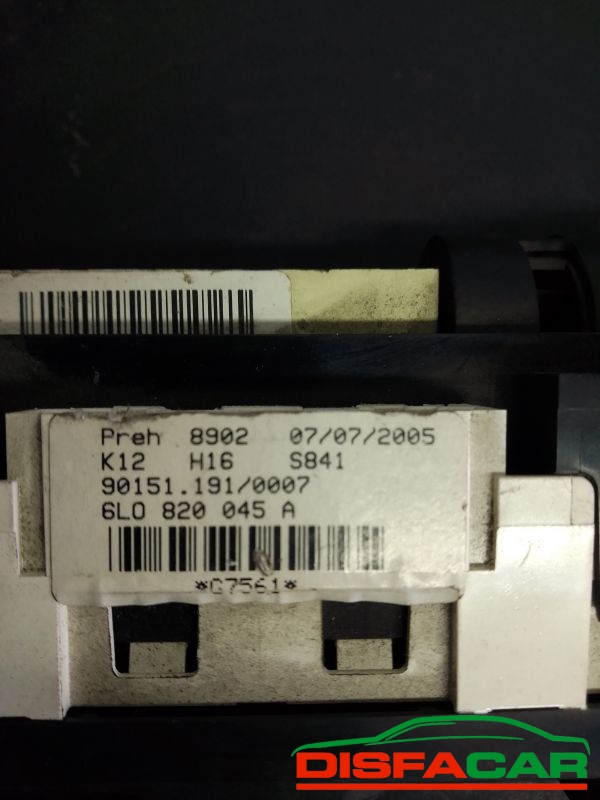 Preh 8902 07/07/2005
K12 H16 S841
90151.191/0007
6L0 820 045 A
*G7561*
DISFACAR